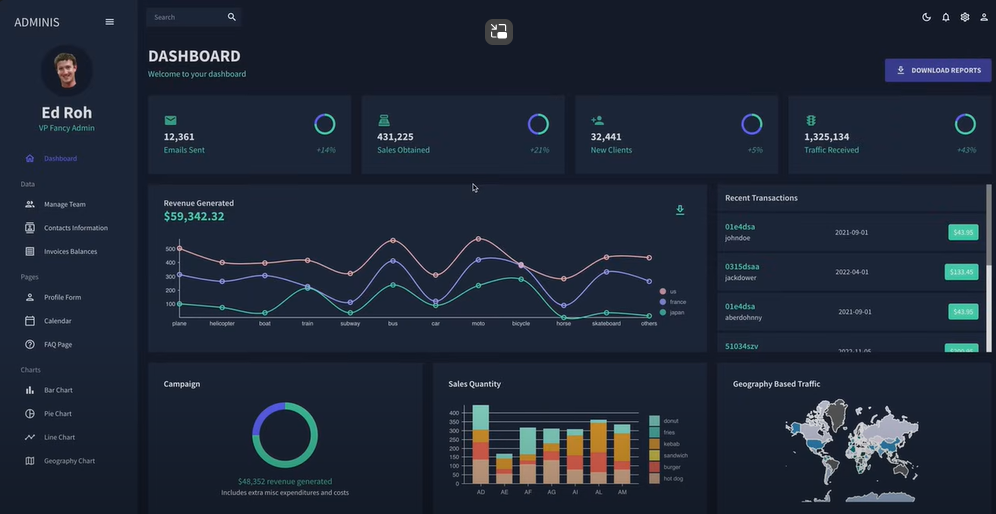 ADMINIS
Search
Ed Roh
VP Fancy Admin
Dashboard
Data
Manage Team
Contacts Information
Invoices Balances
Pages
Profile Form
Calendar
FAQ Page
Charts
Bar Chart
Pie Chart
Line Chart
Geography Chart
DASHBOARD
Welcome to your dashboard
DOWNLOAD REPORTS
12,361
Emails Sent
+14%
431,225
Sales Obtained
+21%
32,441
New Clients
+5%
1,325,134
Traffic Received
+43%
Revenue Generated
$59,342.32
500
400
300
200
100
plane helicopter boat train subway bus car moto bicycle horse skateboard others
us
france
japan
Recent Transactions
01e4dsa
johndoe
2021-09-01
$43.95
0315dsaa
jackdower
2022-04-01
$133.45
01e4dsa
aberdohnny
2021-09-01
$43.95
51034szv
2022-11-05
Campaign
$48,352 revenue generated
Includes extra misc expenditures and costs
Sales Quantity
400
350
300
250
200
150
100
50
0
AD AE AF AG AI AL AM
donut
fries
kebab
sandwich
burger
hot dog
Geography Based Traffic